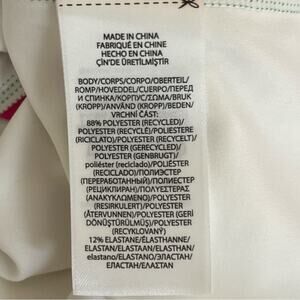 MADE IN CHINA
FABRIQUÉ EN CHINE
HECHO EN CHINA
ÇİN'DE ÜRETİLMİŞTİR
BODY/CORPS/CORPO/OBERTEIL/
ROMP/HOVEDDEL/CUERPO/ПЕРЕД
И СПИНКА/КОРПУС/ΣΩΜΑ/BRUK
(KROPP)/ANVÄND (KROPP)/BEDEN/
VRCHNÍ ČÁST:
88% POLYESTER (RECYCLED)/
POLYESTER (RECYCLÉ)/POLIESTERE
(RICICLATO)/POLYESTER (RECYCELT)/
POLYESTER (GERECYCLED)/
POLYESTER (GENBRUGT)/
poliéster (reciclado)/POLIÉSTER
(RECICLADO)/ПОЛИЭСТЕР
(ПЕРЕРАБОТАННЫЙ)/ПОЛИЕСТЕР
(РЕЦИКЛИРАН)/ΠΟΛΥΕΣΤΕΡΑΣ
(ΑΝΑΚΥΚΛΩΜΕΝΟ)/POLYESTER
(RESIRKULERT)/POLYESTER
(ÅTERVUNNEN)/POLYESTER (GERİ
DÖNÜŞTÜRÜLMÜŞ)/POLYESTER
(RECYKLOVANÝ)
12% ELASTANE/ÉLASTHANNE/
ELASTAN/ELASTAAN/ELASTHAN/
elastano/ELASTANO/ЭЛАСТАН/
ЕЛАСТАН/ΕΛΑΣΤΑΝ